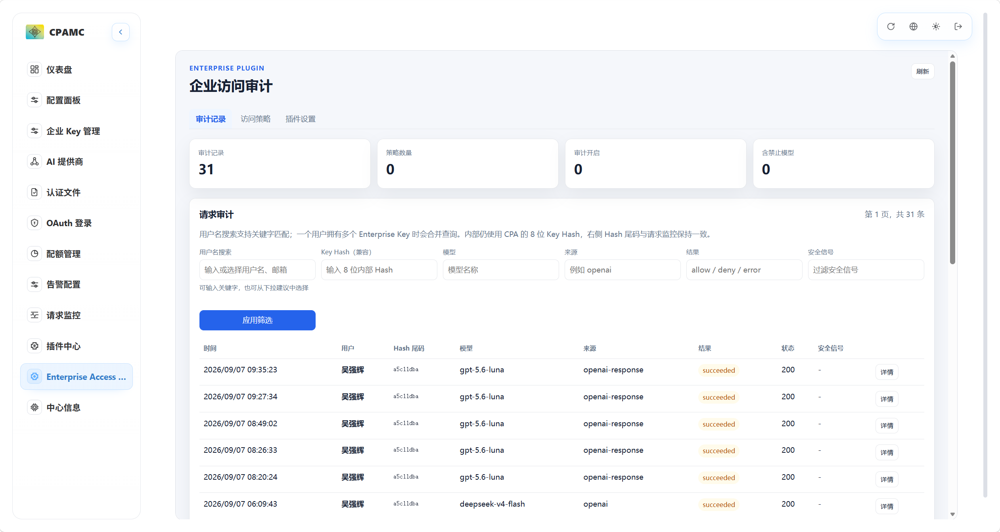 CPAMC
仪表盘
配置面板
企业 Key 管理
AI 提供商
认证文件
OAuth 登录
配额管理
告警配置
请求监控
插件中心
Enterprise Access ...
中心信息
ENTERPRISE PLUGIN
企业访问审计
刷新
审计记录 访问策略 插件设置
审计记录 策略数量 审计开启 含禁止模型
31 0 0 0
请求审计 第 1 页，共 31 条
用户名搜索支持关键字匹配；一个用户拥有多个 Enterprise Key 时会合并查询。内部仍使用 CPA 的 8 位 Key Hash，右侧 Hash 尾码与请求监控保持一致。
用户名搜索 Key Hash（兼容） 模型 来源 结果 安全信号
输入或选择用户名、邮箱 输入 8 位内部 Hash 模型名称 例如 openai allow / deny / error 过滤安全信号
可输入关键字，也可从下拉建议中选择
应用筛选
时间 用户 Hash 尾码 模型 来源 结果 状态 安全信号
2026/09/07 09:35:23 吴强辉 a5c11dba gpt-5.6-luna openai-response succeeded 200 - 详情
2026/09/07 09:27:34 吴强辉 a5c11dba gpt-5.6-luna openai-response succeeded 200 - 详情
2026/09/07 08:49:02 吴强辉 a5c11dba gpt-5.6-luna openai-response succeeded 200 - 详情
2026/09/07 08:26:33 吴强辉 a5c11dba gpt-5.6-luna openai-response succeeded 200 - 详情
2026/09/07 08:20:24 吴强辉 a5c11dba gpt-5.6-luna openai-response succeeded 200 - 详情
2026/09/07 06:09:43 吴强辉 a5c11dba deepseek-v4-flash openai succeeded 200 - 详情